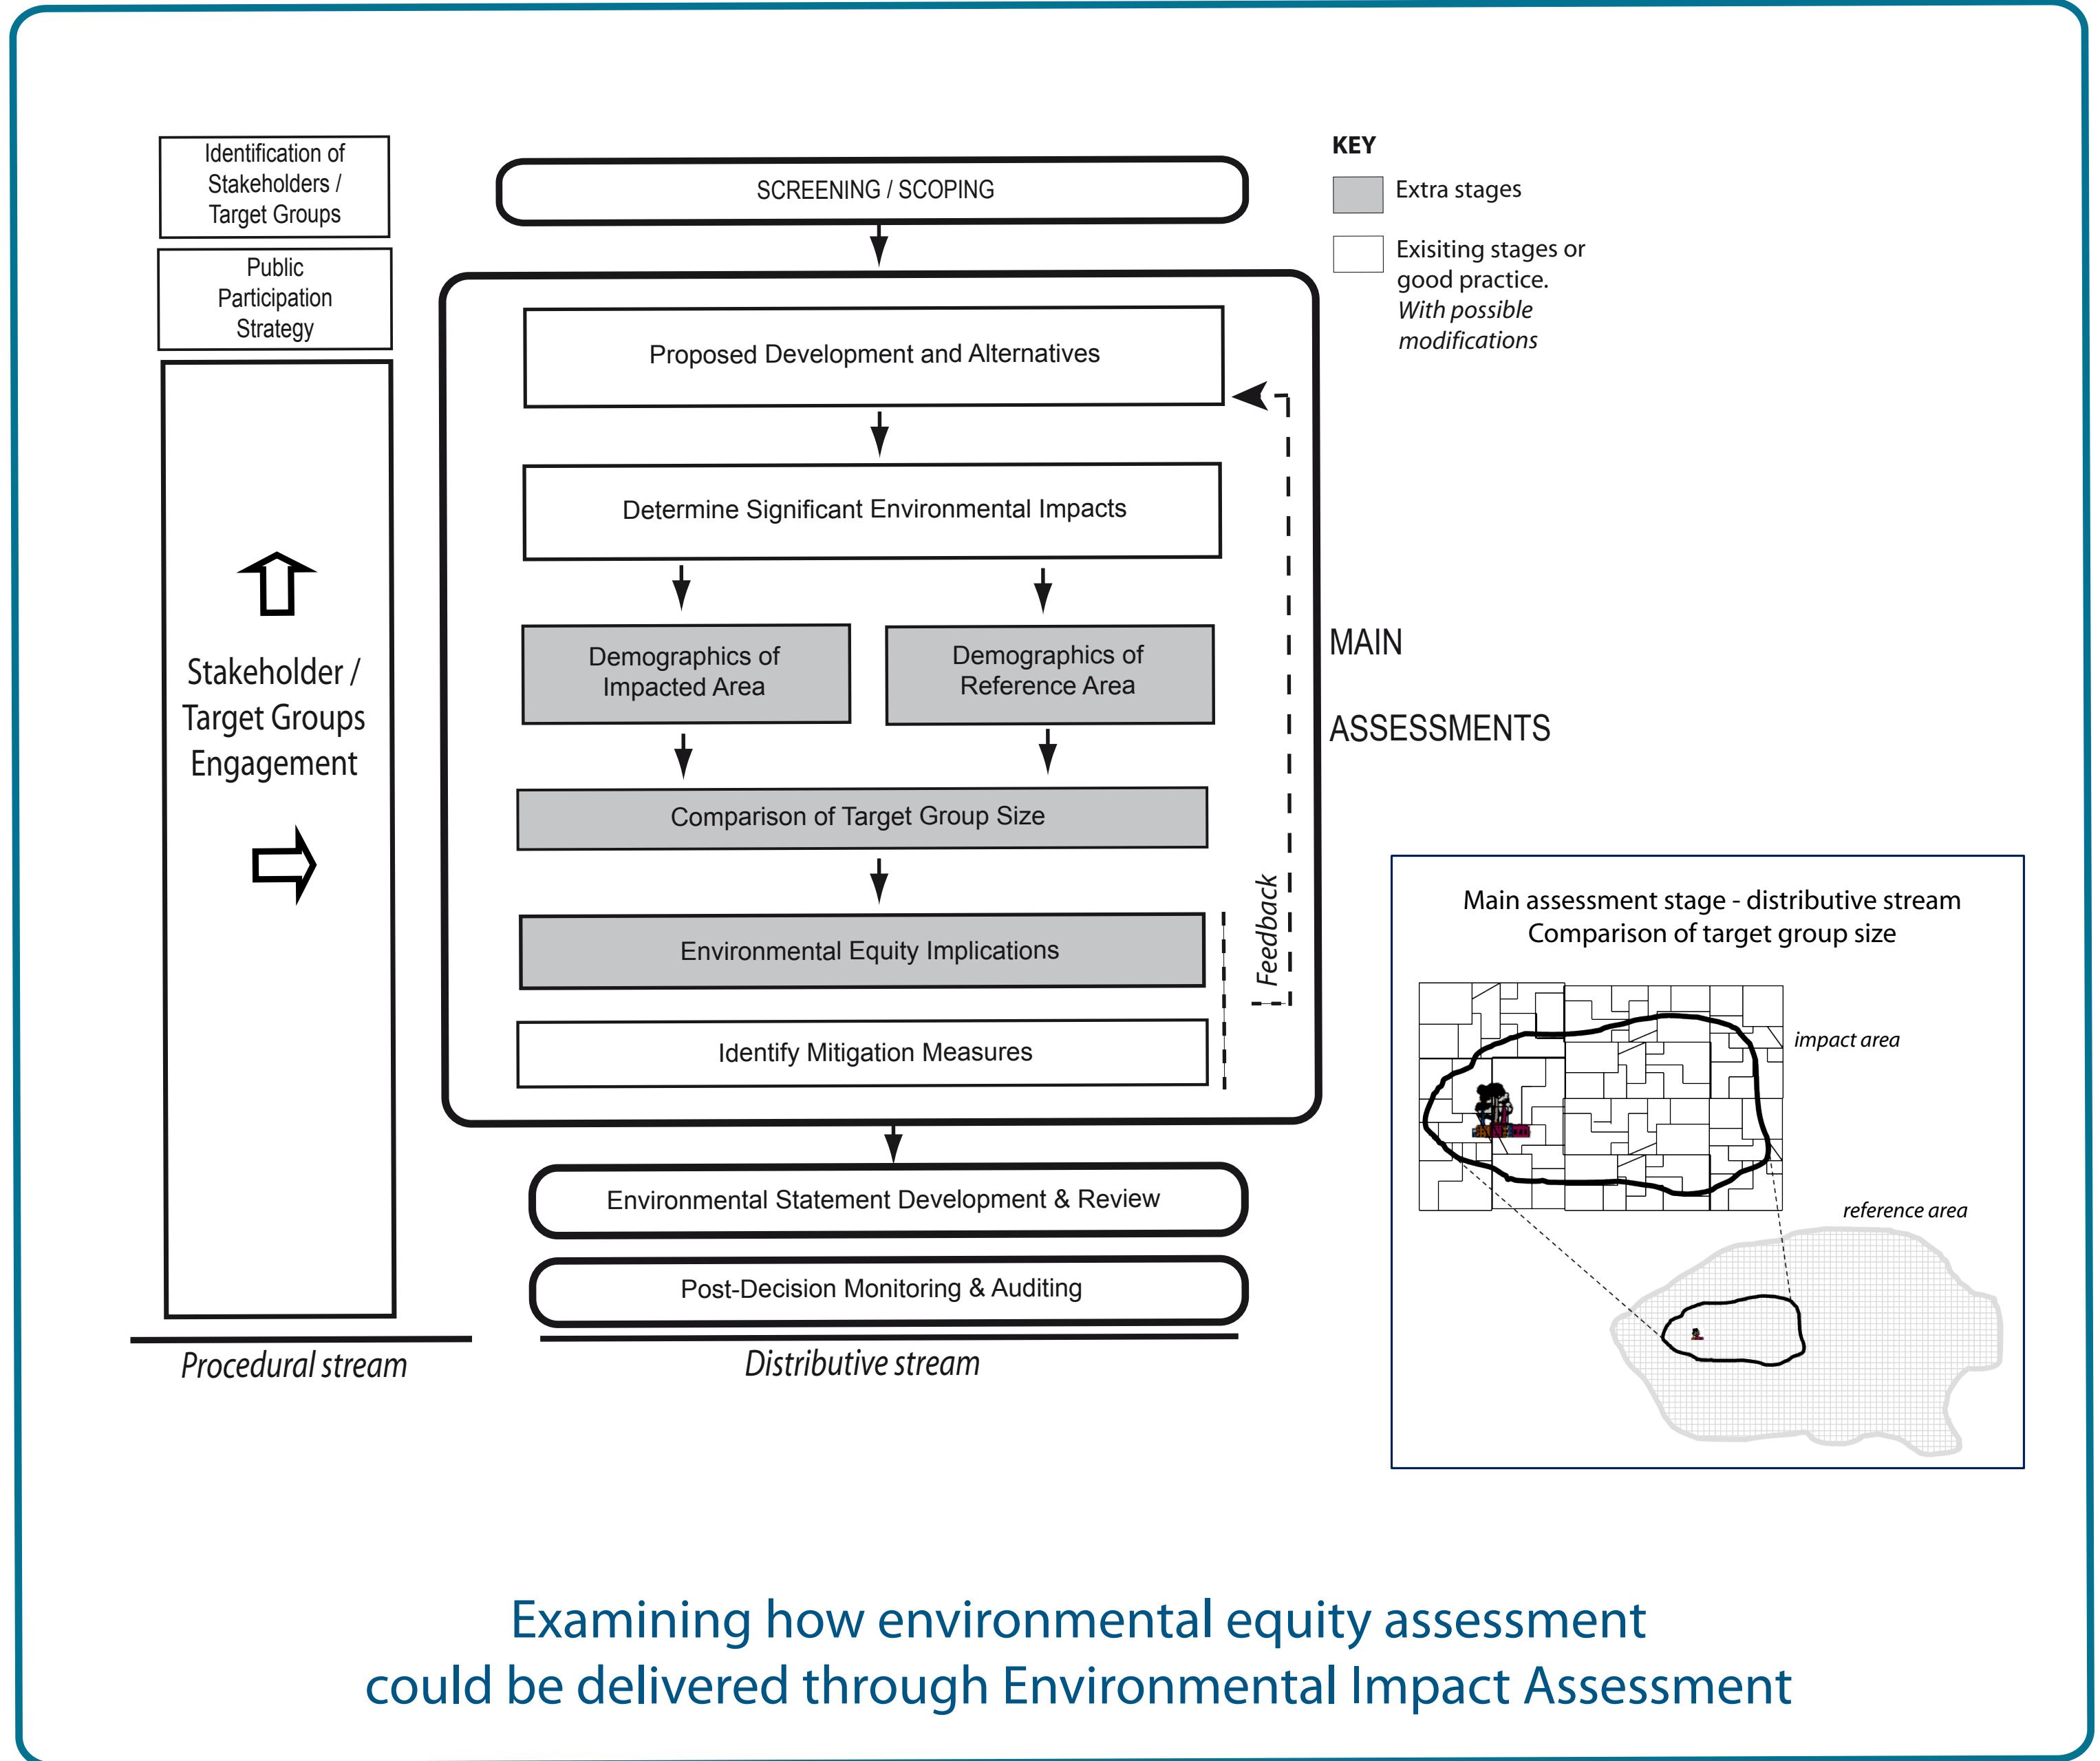 Identification of
Stakeholders /
Target Groups
Public
Participation
Strategy
Stakeholder /
Target Groups
Engagement
Procedural stream
SCREENING / SCOPING
Proposed Development and Alternatives
Determine Significant Environmental Impacts
Demographics of
Impacted Area
Demographics of
Reference Area
Comparison of Target Group Size
Environmental Equity Implications
Identify Mitigation Measures
Feedback
Environmental Statement Development & Review
Post-Decision Monitoring & Auditing
Distributive stream
KEY
Extra stages
Exisiting stages or
good practice.
With possible
modifications
MAIN
ASSESSMENTS
Main assessment stage - distributive stream
Comparison of target group size
impact area
reference area
Examining how environmental equity assessment
could be delivered through Environmental Impact Assessment